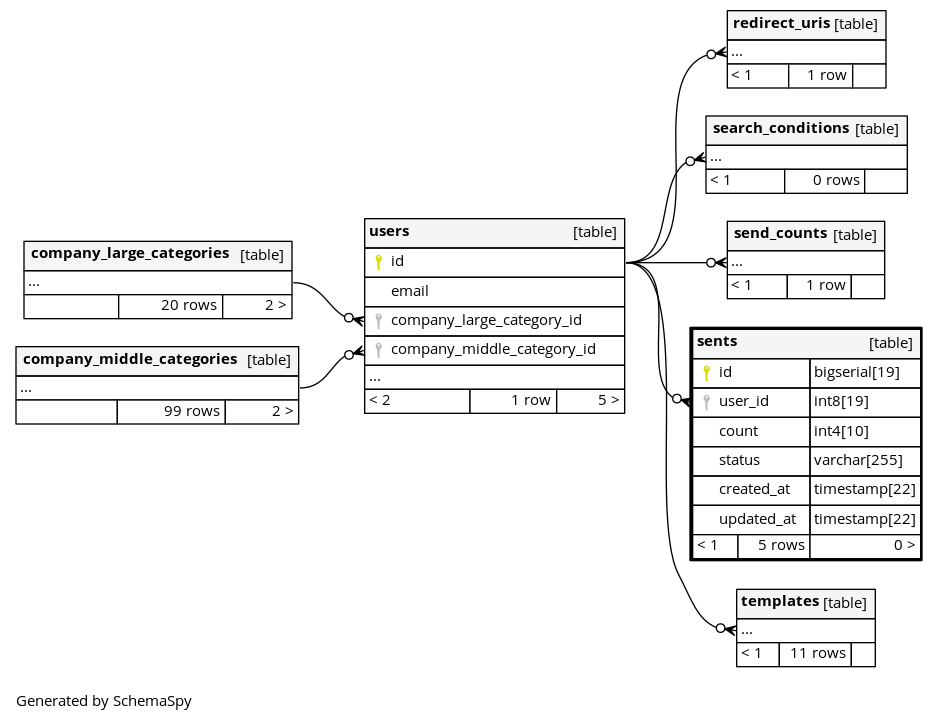 redirect_uris [table]
...
< 1 1 row
search_conditions [table]
...
< 1 0 rows
send_counts [table]
...
< 1 1 row
users [table]
id
email
company_large_category_id
company_middle_category_id
...
< 2 1 row 5 >
company_large_categories [table]
...
20 rows 2 >
company_middle_categories [table]
...
99 rows 2 >
sents [table]
id bigserial[19]
user_id int8[19]
count int4[10]
status varchar[255]
created_at timestamp[22]
updated_at timestamp[22]
< 1 5 rows 0 >
templates [table]
...
< 1 11 rows
Generated by SchemaSpy